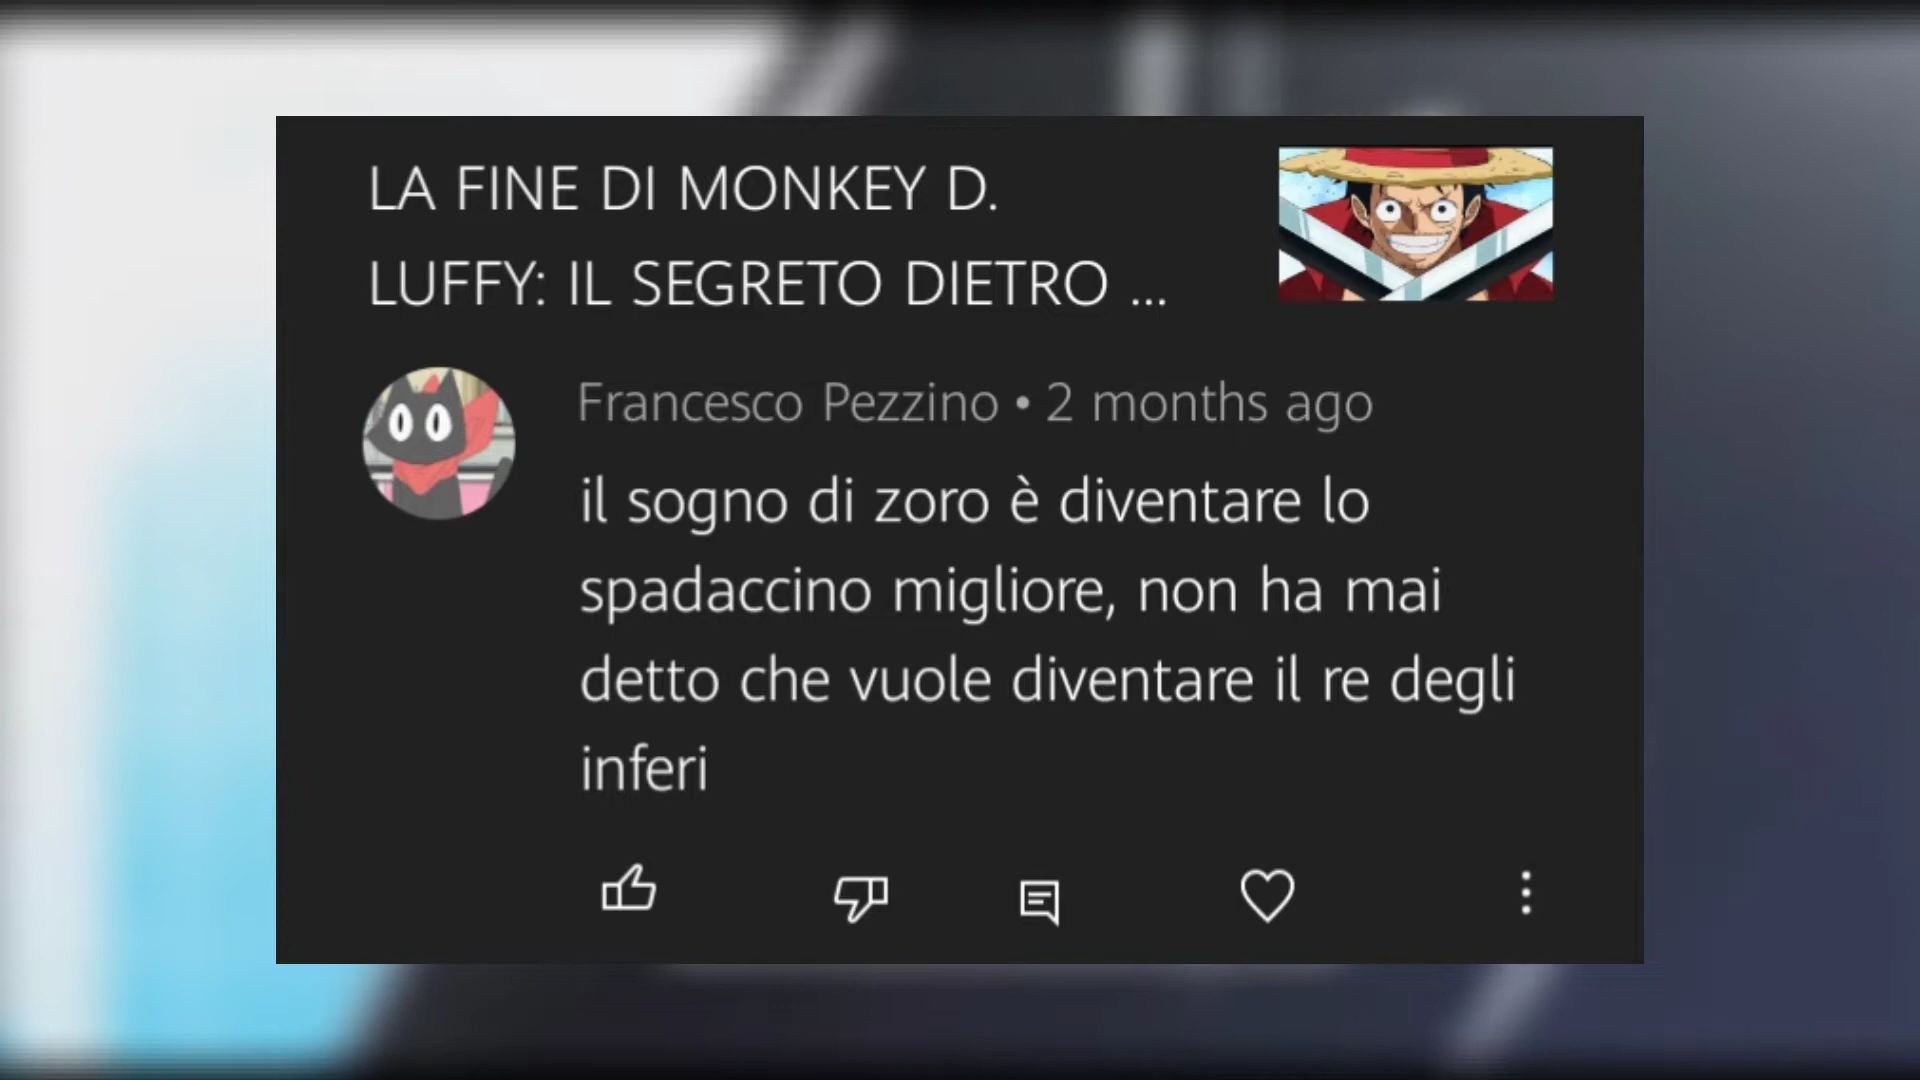 LA FINE DI MONKEY D.
LUFFY: IL SEGRETO DIETRO ...
Francesco Pezzino • 2 months ago
il sogno di zoro è diventare lo
spadaccino migliore, non ha mai
detto che vuole diventare il re degli
inferi